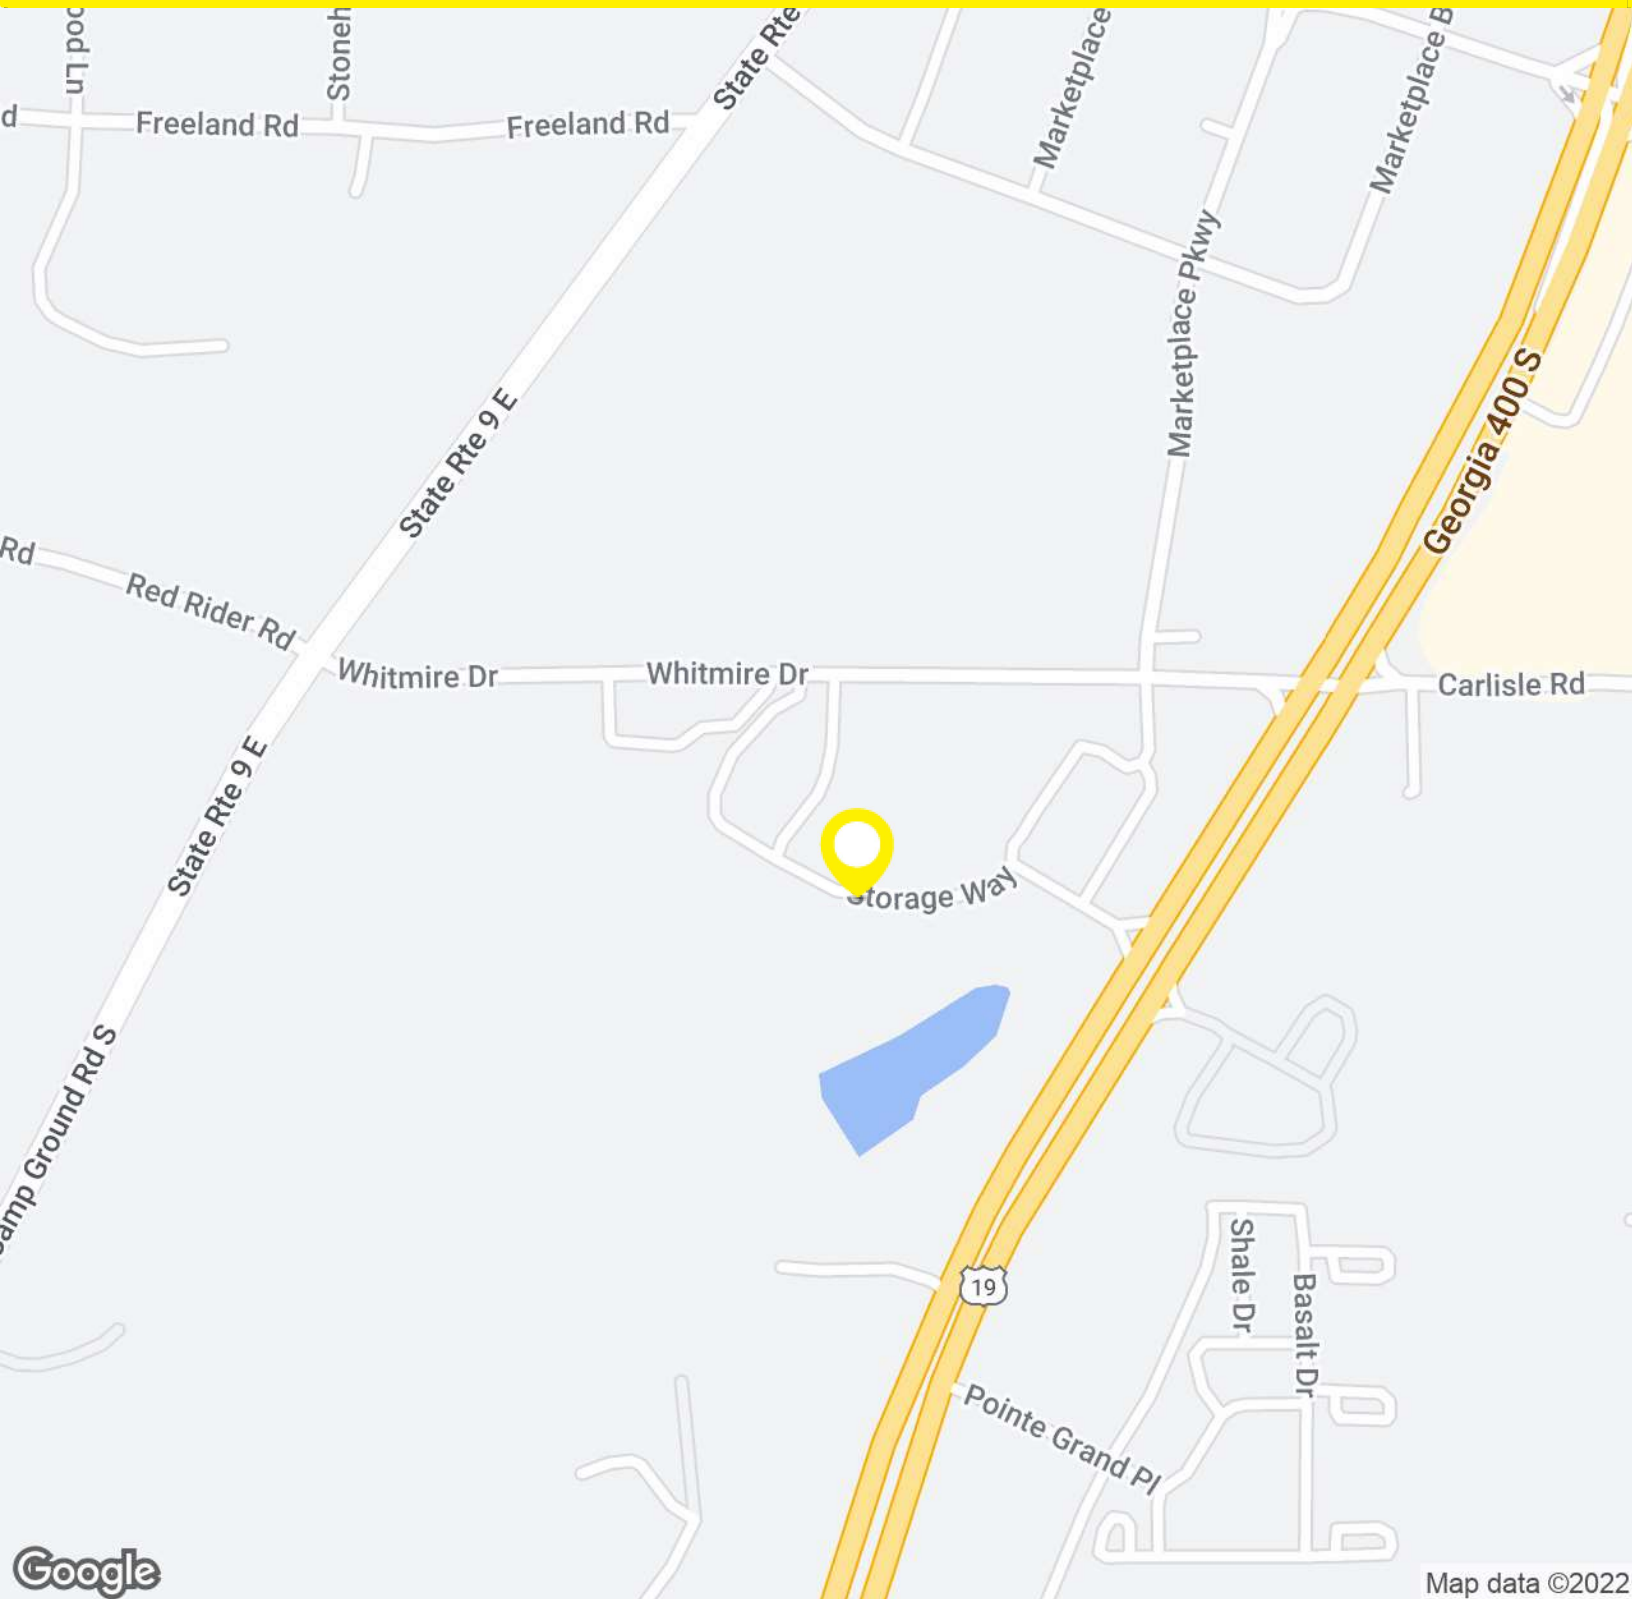 Stoneh
State Rte
Marketplace
Marketplace B
Freeland Rd
Freeland Rd
Marketplace Pkwy
State Rte 9 E
Georgia 400 S
Rd
Red Rider Rd
Whitmire Dr
Whitmire Dr
Carlisle Rd
State Rte 9 E
Storage Way
amp Ground Rd S
Shale Dr
19
Basalt Dr
Pointe Grand Pl
Google
Map data ©2022